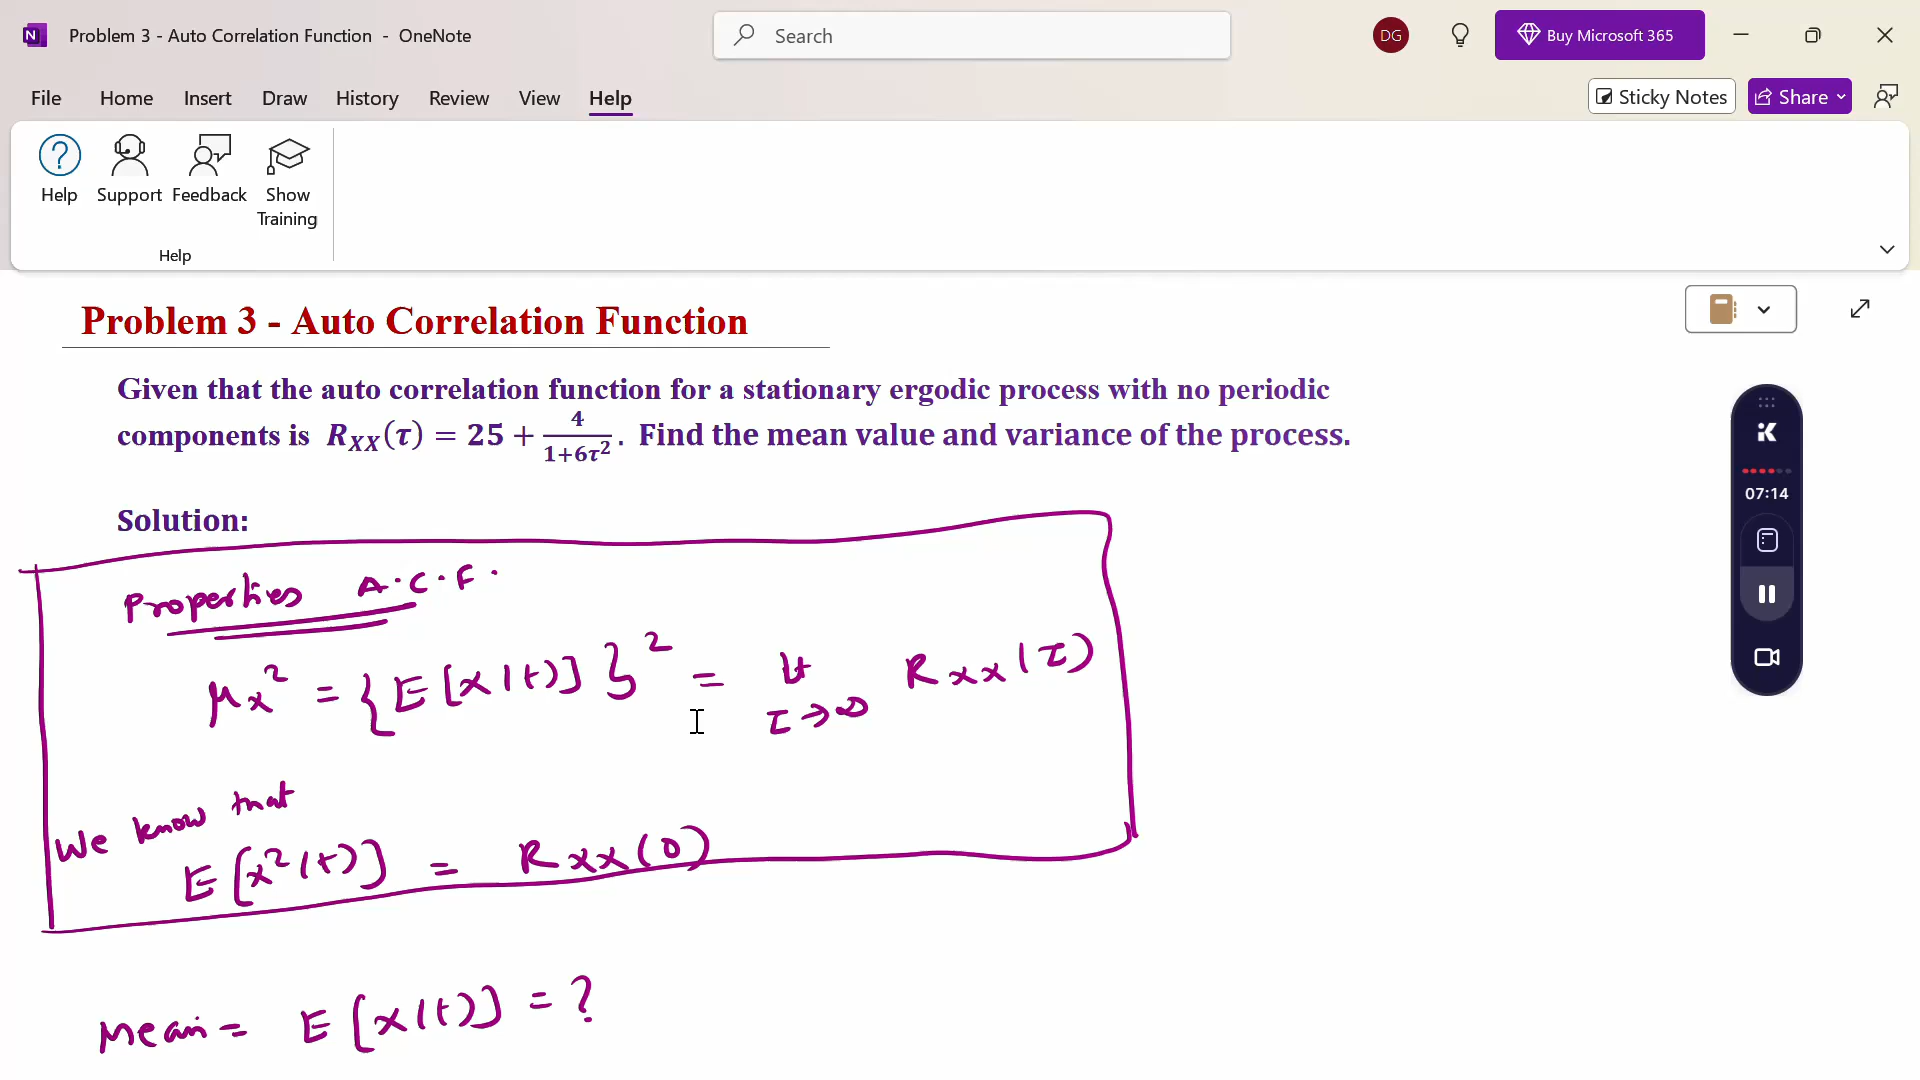 Problem 3 - Auto Correlation Function - OneNote
Search
DG
Buy Microsoft 365
File Home Insert Draw History Review View Help
Sticky Notes Share
Help Support Feedback Show Training
Help
Problem 3 - Auto Correlation Function
Given that the auto correlation function for a stationary ergodic process with no periodic
components is R_XX(τ) = 25 + 4/(1+6τ²). Find the mean value and variance of the process.
07:14
Solution:
Properties A.C.F.
μx² = {E[x(t)]}² = lt τ→∞ Rxx(τ)
We know that
E[x²(t)] = Rxx(0)
Mean = E[x(t)] = ?